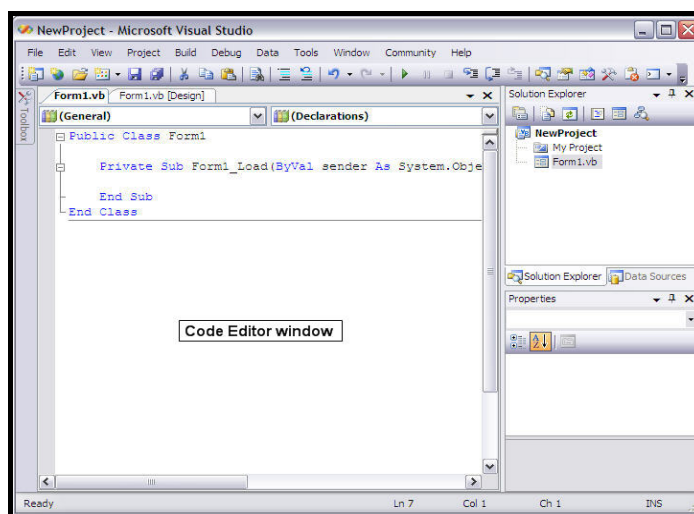 NewProject - Microsoft Visual Studio
File Edit View Project Build Debug Data Tools Window Community Help
Toolbox
Form1.vb Form1.vb [Design]
(General) (Declarations)
Public Class Form1
Private Sub Form1_Load(ByVal sender As System.Obje
End Sub
End Class
Code Editor window
Solution Explorer
NewProject
My Project
Form1.vb
Solution Explorer Data Sources
Properties
Ready Ln 7 Col 1 Ch 1 INS